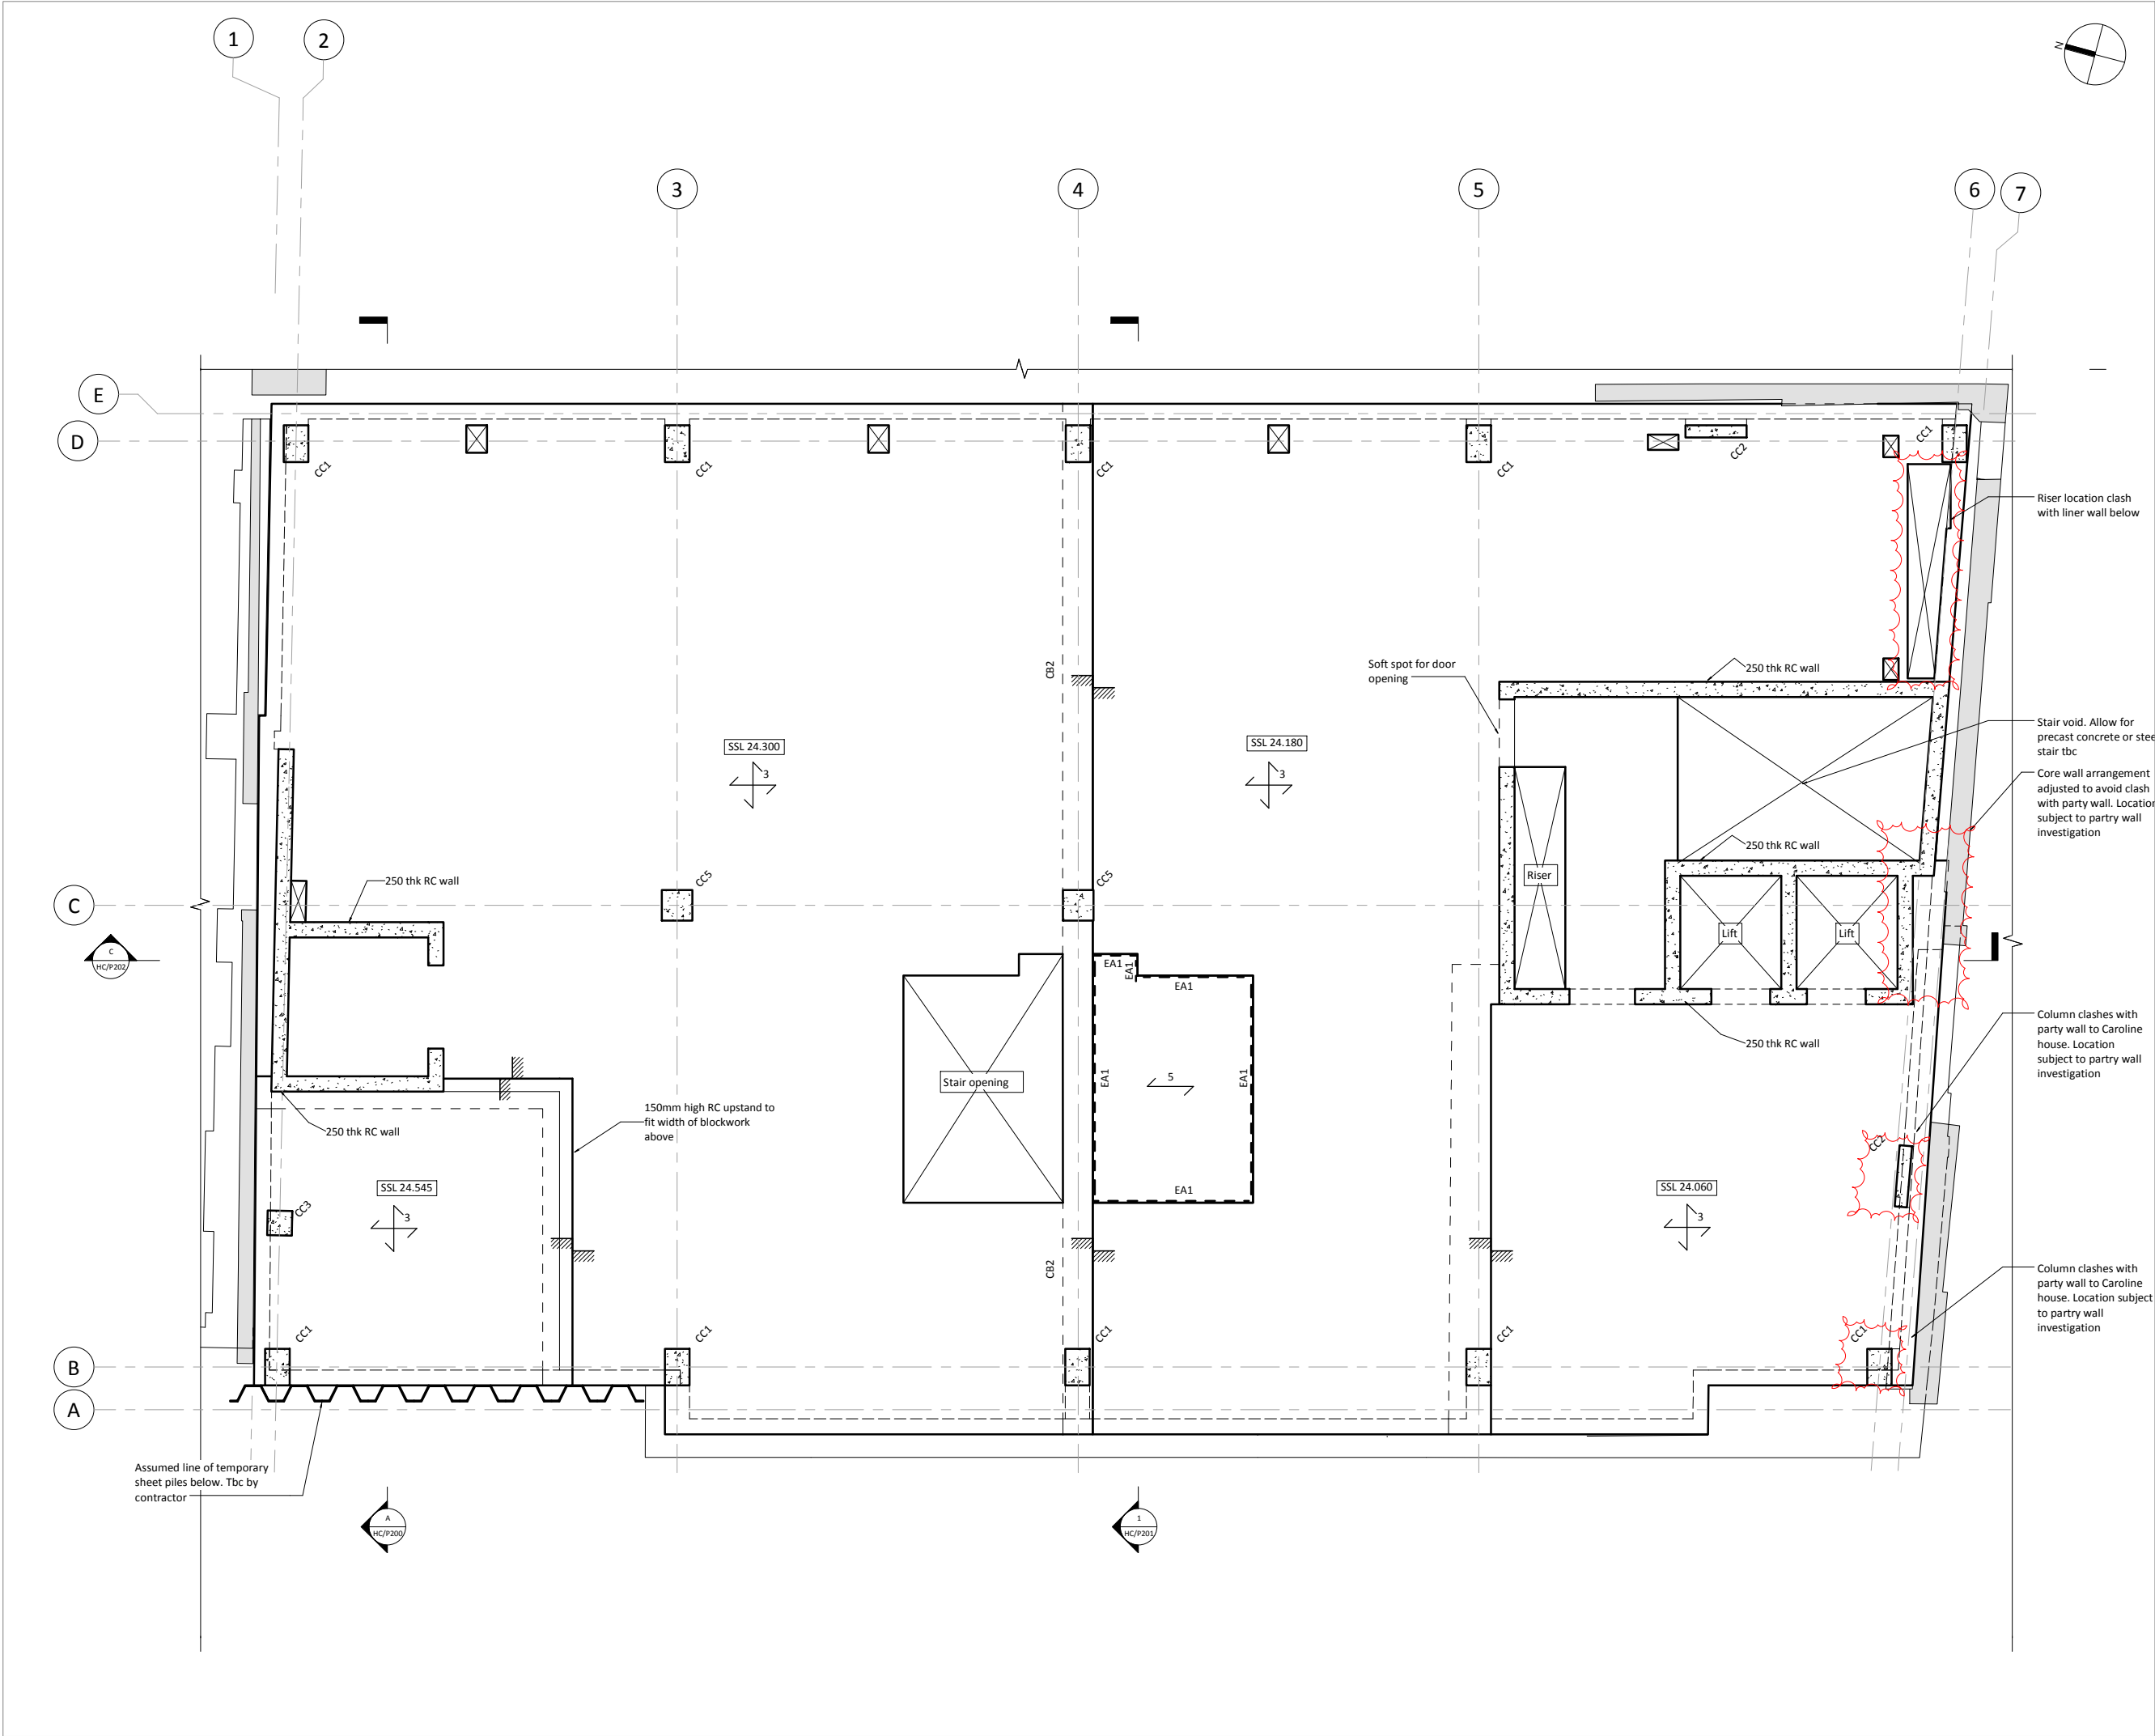 1
2
N
3
4
5
6
7
E
D
CC1
CC1
CC1
CC1
CC2
CC1
Riser location clash
with liner wall below
CB2
Soft spot for door
opening
250 thk RC wall
SSL 24.300
3
SSL 24.180
3
Stair void. Allow for
precast concrete or stee
stair tbc
Core wall arrangement
adjusted to avoid clash
with party wall. Location
subject to partry wall
investigation
250 thk RC wall
Riser
250 thk RC wall
CC5
CC5
C
Lift
Lift
C
HC/P202
EA1
EA1
EA1
Column clashes with
party wall to Caroline
house. Location
subject to partry wall
investigation
250 thk RC wall
Stair opening
EA1
5
EA1
150mm high RC upstand to
fit width of blockwork
above
250 thk RC wall
CC2
SSL 24.545
3
EA1
SSL 24.060
3
CC3
CB2
Column clashes with
party wall to Caroline
house. Location subject
to partry wall
investigation
CC1
CC1
CC1
CC1
CC1
B
A
Assumed line of temporary
sheet piles below. Tbc by
contractor
A
HC/P200
1
HC/P201